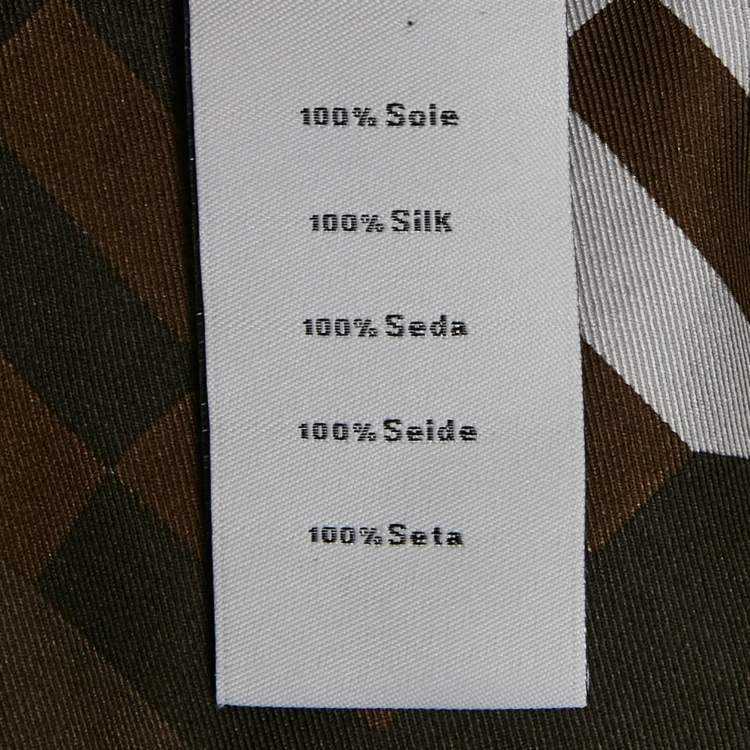 100% Soie
100% Silk
100% Seda
100% Seide
100% Seta